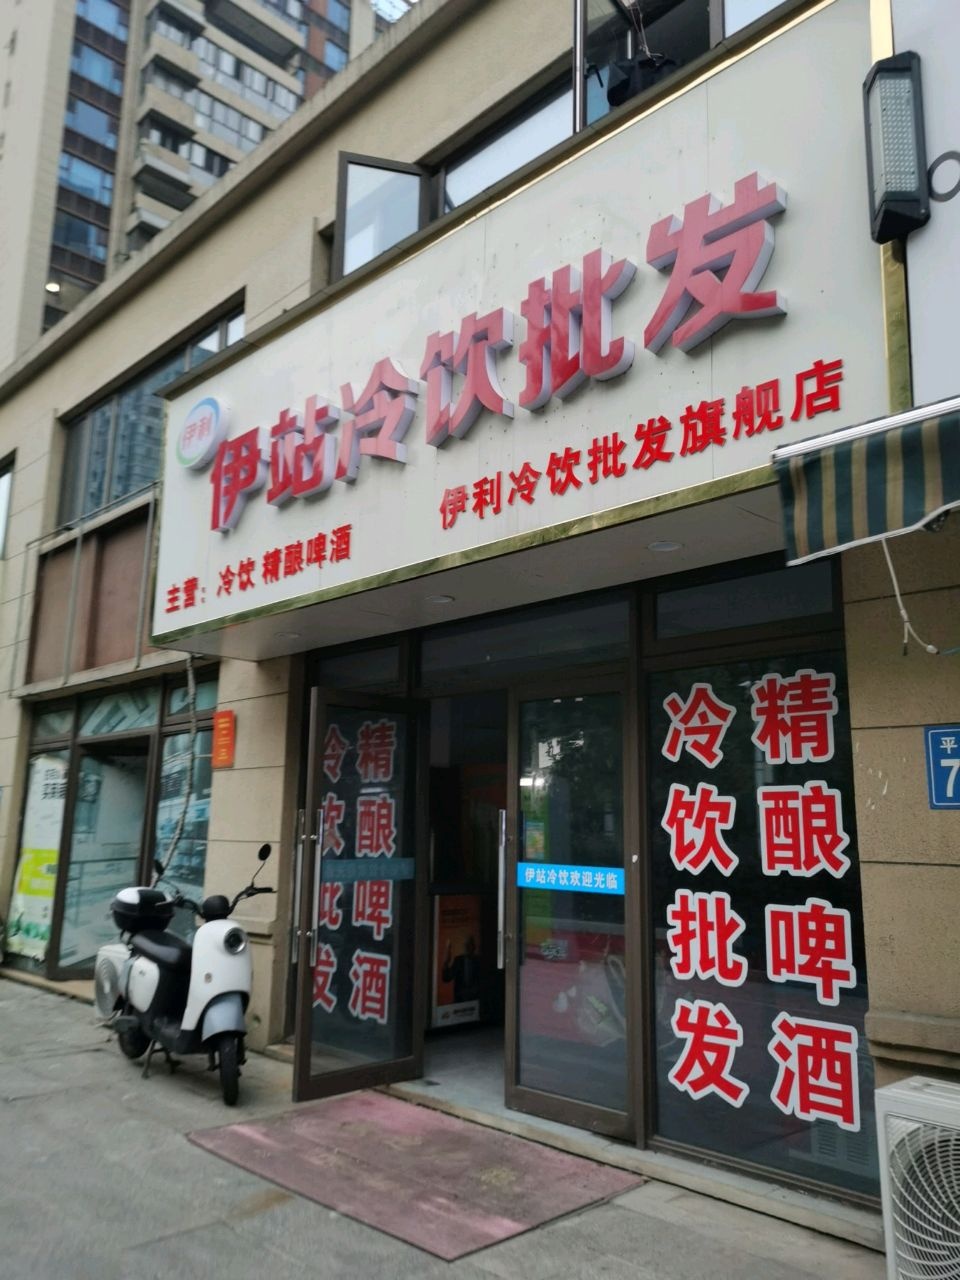 伊利
伊站冷饮批发
主营：冷饮 精酿啤酒
伊利冷饮批发旗舰店
精酿啤酒
冷饮批发
精酿啤酒
冷饮批发
伊站冷饮欢迎光临
平
7